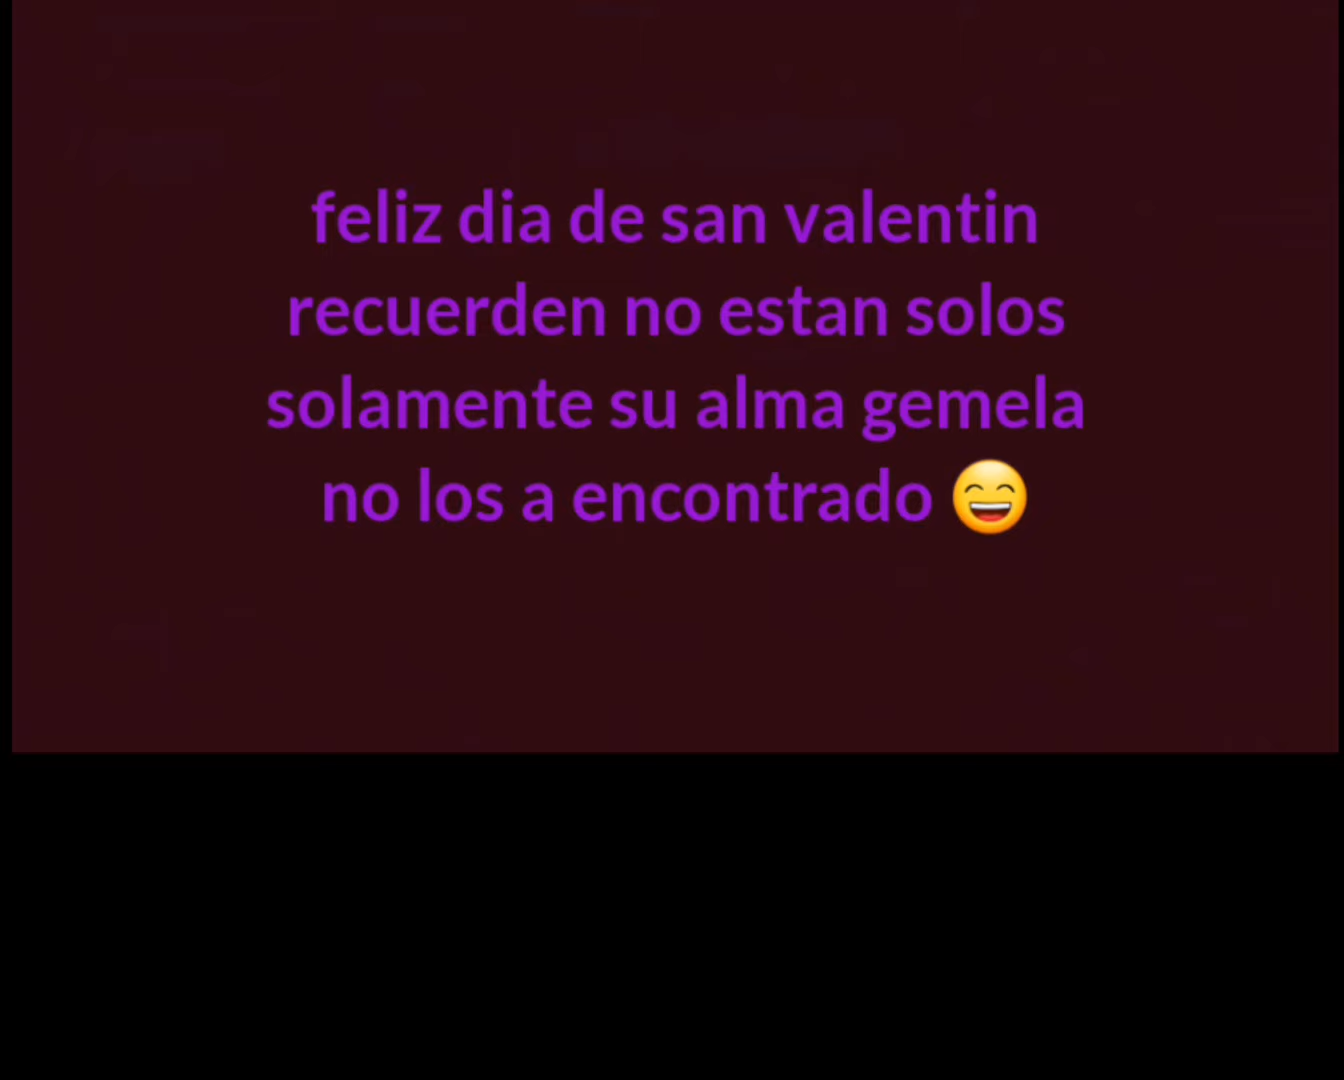 feliz dia de san valentin
recuerden no estan solos
solamente su alma gemela
no los a encontrado 😄